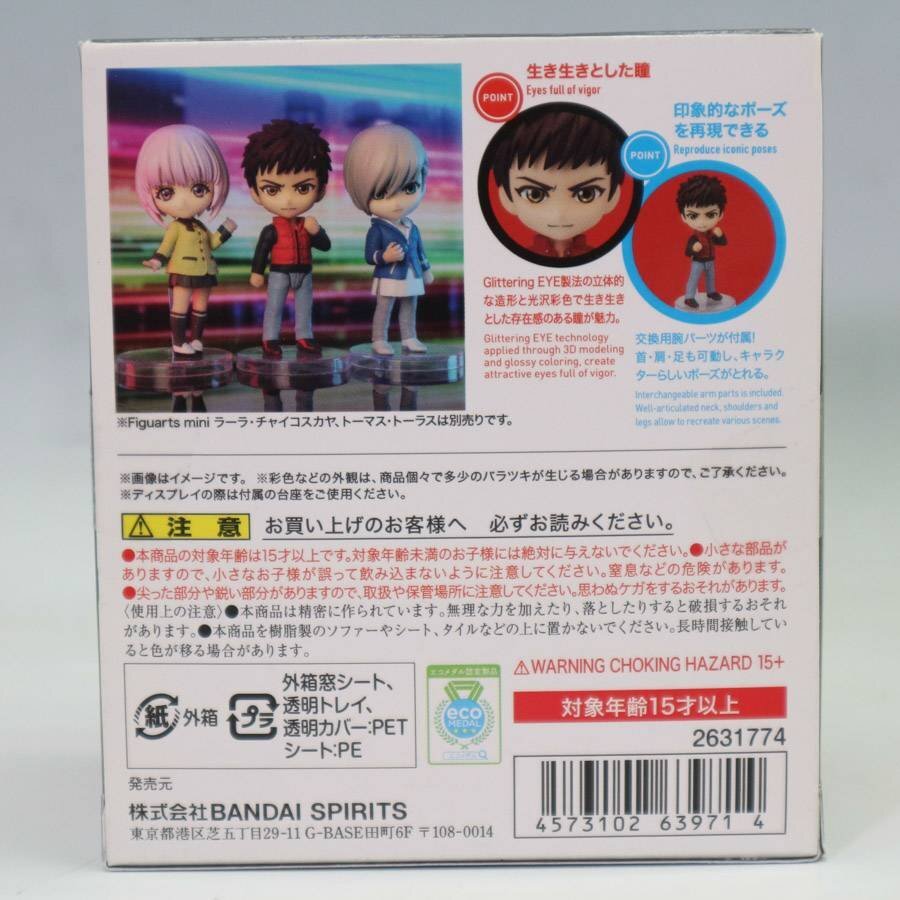 POINT
生き生きとした瞳
Eyes full of vigor
POINT
印象的なポーズ
を再現できる
Reproduce iconic poses
Glittering EYE製法の立体的
な造形と光沢彩色で生き生き
とした存在感のある瞳が魅力。
Glittering EYE technology
applied through 3D modeling
and glossy coloring, create
attractive eyes full of vigor.
交換用腕パーツが付属!
首・肩・足も可動し、キャラク
ターらしいポーズがとれる。
Interchangeable arm parts is included.
Well-articulated neck, shoulders and
legs allow to recreate various scenes.
※Figuarts mini ラーラ・チャイコスカヤ、トーマス・トーラスは別売りです。
※画像はイメージです。 ※彩色などの外観は、商品個々で多少のバラツキが生じる場合がありますので、ご了承ください。
※ディスプレイの際は付属の台座をご使用ください。
注意 お買い上げのお客様へ 必ずお読みください。
●本商品の対象年齢は15才以上です。対象年齢未満のお子様には絶対に与えないでください。●小さな部品が
ありますので、小さなお子様が誤って飲み込まないように注意してください。窒息などの危険があります。
●尖った部分や鋭い部分がありますので、取扱や保管場所に注意してください。思わぬケガをするおそれがあります。
〈使用上の注意〉●本商品は精密に作られています。無理な力を加えたり、落としたりすると破損するおそれ
があります。●本商品を樹脂製のソファーやシート、タイルなどの上に置かないでください。長時間接触してい
ると色が移る場合があります。
紙 外箱
プラ
外箱窓シート、
透明トレイ、
透明カバー:PET
シート:PE
エコメダル認定製品
eco
MEDAL
エコメダル
⚠WARNING CHOKING HAZARD 15+
対象年齢15才以上
2631774
4573102 639714
発売元
株式会社BANDAI SPIRITS
東京都港区芝五丁目29-11 G-BASE田町6F 〒108-0014